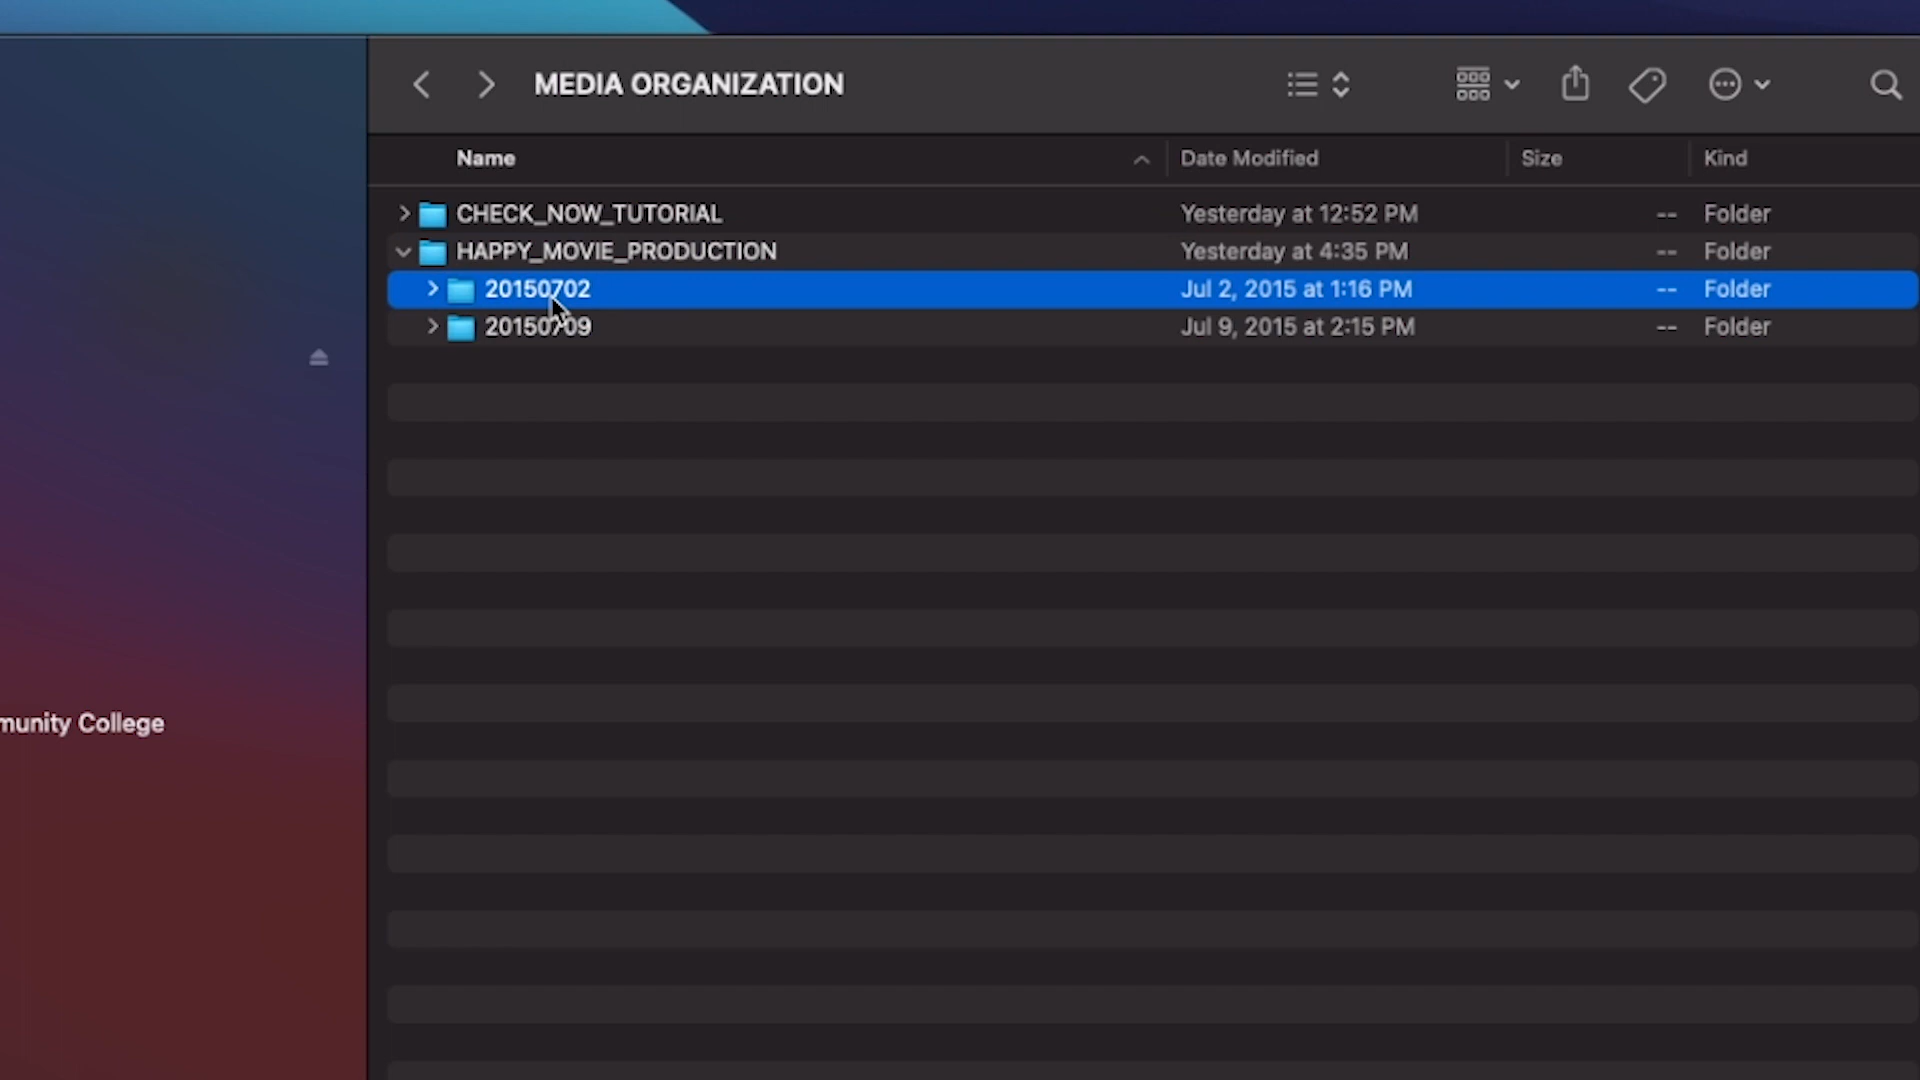 MEDIA ORGANIZATION
Name Date Modified Size Kind
CHECK_NOW_TUTORIAL Yesterday at 12:52 PM -- Folder
HAPPY_MOVIE_PRODUCTION Yesterday at 4:35 PM -- Folder
20150702 Jul 2, 2015 at 1:16 PM -- Folder
20150709 Jul 9, 2015 at 2:15 PM -- Folder
munity College